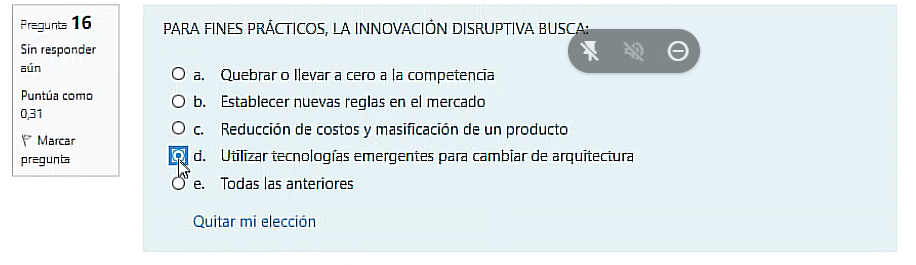 Pregunta 16
Sin responder
aún
Puntúa como
0,31
Marcar
pregunta
PARA FINES PRÁCTICOS, LA INNOVACIÓN DISRUPTIVA BUSCA:
a. Quebrar o llevar a cero a la competencia
b. Establecer nuevas reglas en el mercado
c. Reducción de costos y masificación de un producto
d. Utilizar tecnologías emergentes para cambiar de arquitectura
e. Todas las anteriores
Quitar mi elección